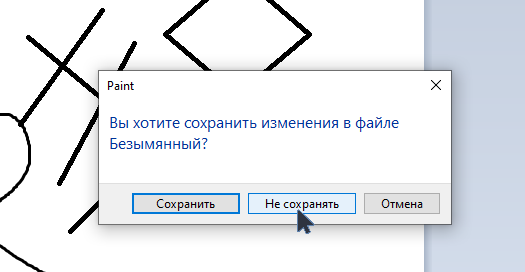 Paint
Вы хотите сохранить изменения в файле
Безымянный?
Сохранить
Не сохранять
Отмена